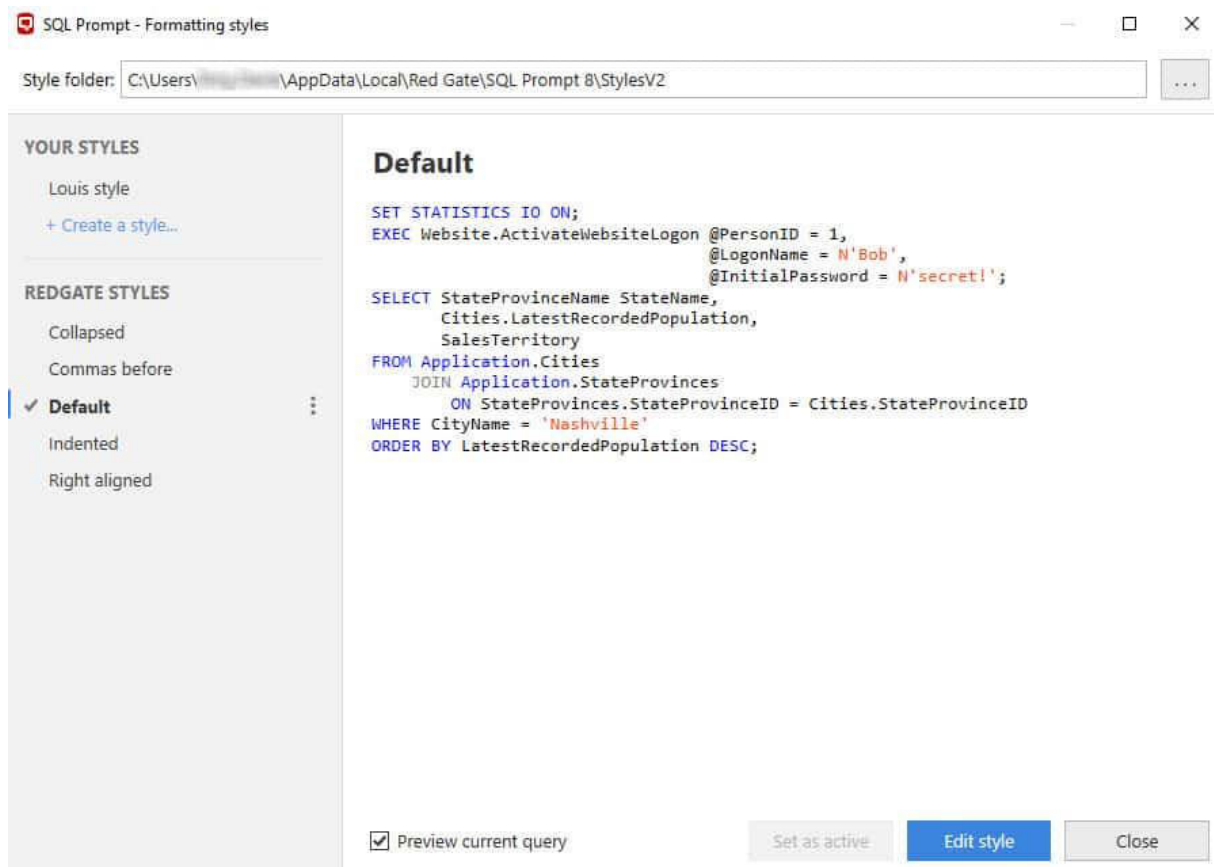 SQL Prompt - Formatting styles
Style folder: C:\Users\ \AppData\Local\Red Gate\SQL Prompt 8\StylesV2 ...
YOUR STYLES
Louis style
+ Create a style...
REDGATE STYLES
Collapsed
Commas before
Default
Indented
Right aligned
Default
SET STATISTICS IO ON;
EXEC Website.ActivateWebsiteLogon @PersonID = 1,
@LogonName = N'Bob',
@InitialPassword = N'secret!';
SELECT StateProvinceName StateName,
Cities.LatestRecordedPopulation,
SalesTerritory
FROM Application.Cities
JOIN Application.StateProvinces
ON StateProvinces.StateProvinceID = Cities.StateProvinceID
WHERE CityName = 'Nashville'
ORDER BY LatestRecordedPopulation DESC;
Preview current query
Set as active
Edit style
Close